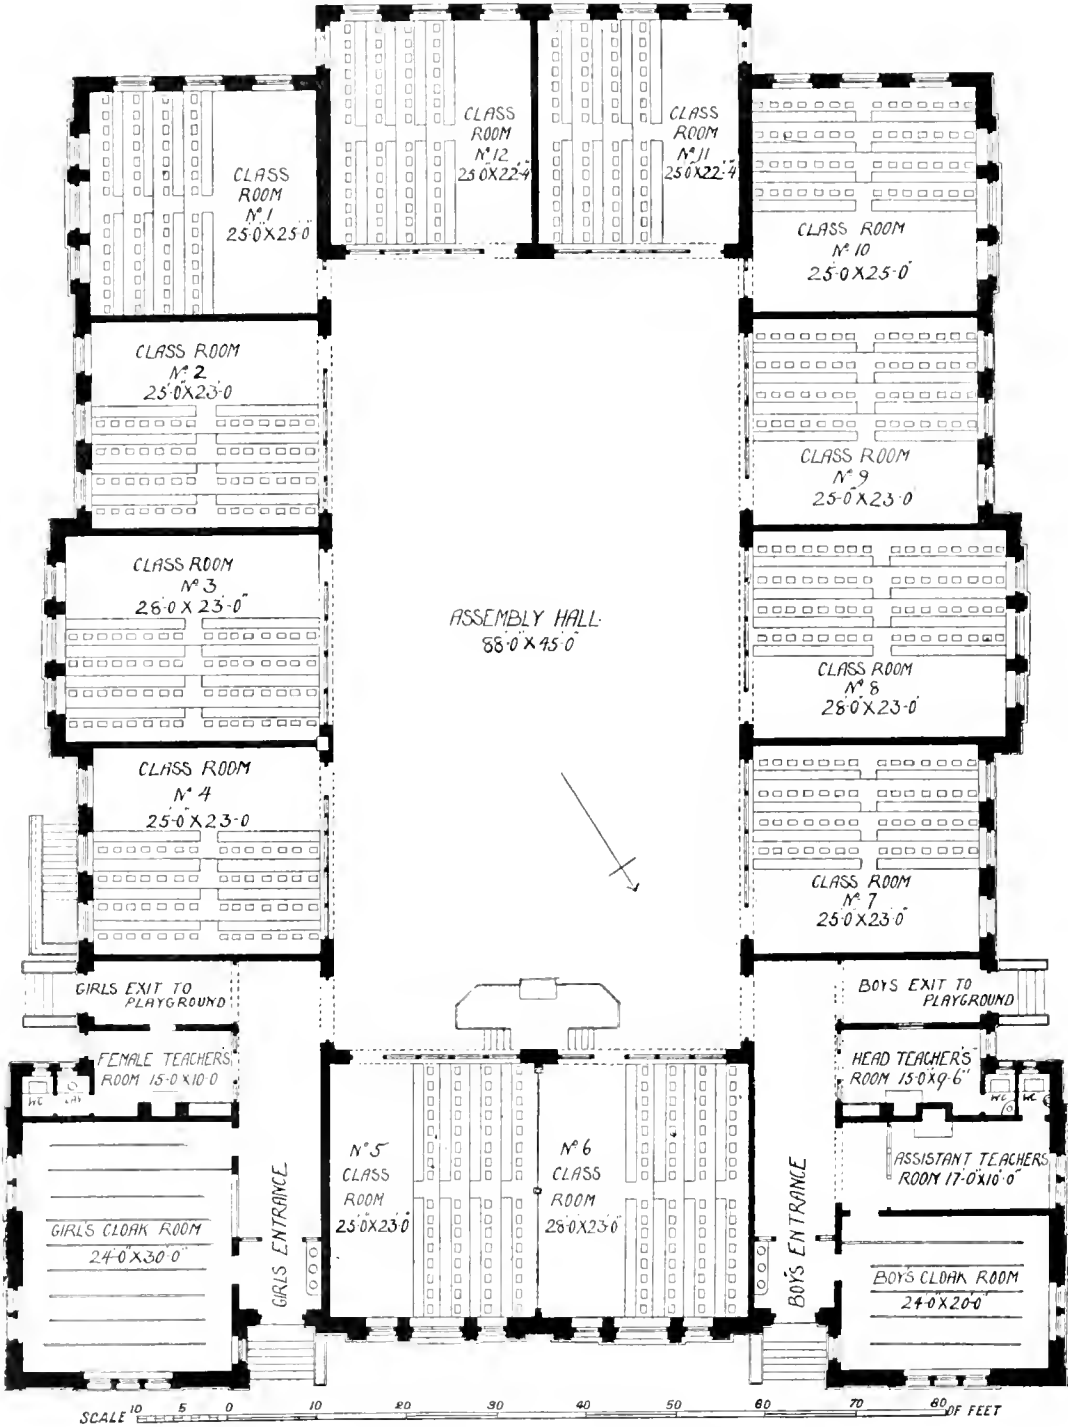 CLASS
ROOM
Nº 12
25'.0"X22'.4"
CLASS
ROOM
Nº 11
25'.0"X22'.4"
CLASS
ROOM
Nº 1
25'.0"X25'.0"
CLASS ROOM
Nº 10
25'.0"X25'.0"
CLASS ROOM
Nº 2
25'.0"X23'.0
CLASS ROOM
Nº 9
25'.0"X23'.0"
CLASS ROOM
Nº 3
28'.0"X23'.0"
ASSEMBLY HALL.
88'.0"X45'.0"
CLASS ROOM
Nº 8
28'.0"X23'.0"
CLASS ROOM
Nº 4
25'.0"X23'.0
CLASS ROOM
Nº 7
25'.0"X23'.0"
GIRLS EXIT TO
PLAYGROUND
BOYS EXIT TO
PLAYGROUND
FEMALE TEACHERS
ROOM 15.0X10.0
WC
LAV
HEAD TEACHER'S
ROOM 15'.0"X9'.6"
WC
WC
Nº 5
CLASS
ROOM
25'.0"X23'.0"
Nº 6
CLASS
ROOM
28'.0"X23'.0"
ASSISTANT TEACHERS
ROOM 17'.0"X10'.0"
GIRL'S CLOAK ROOM
24'.0"X30'.0"
GIRLS ENTRANCE
BOYS ENTRANCE
BOY'S CLOAK ROOM
24'.0"X20'.0"
SCALE 10 5 0 10 20 30 40 50 60 70 80 OF FEET